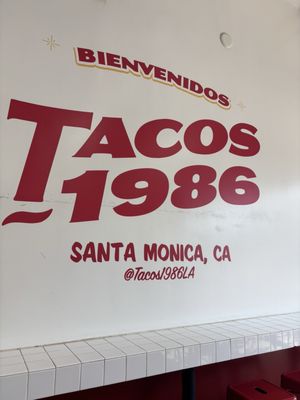 BIENVENIDOS
TACOS
1986
SANTA MONICA, CA
@Tacos1986LA